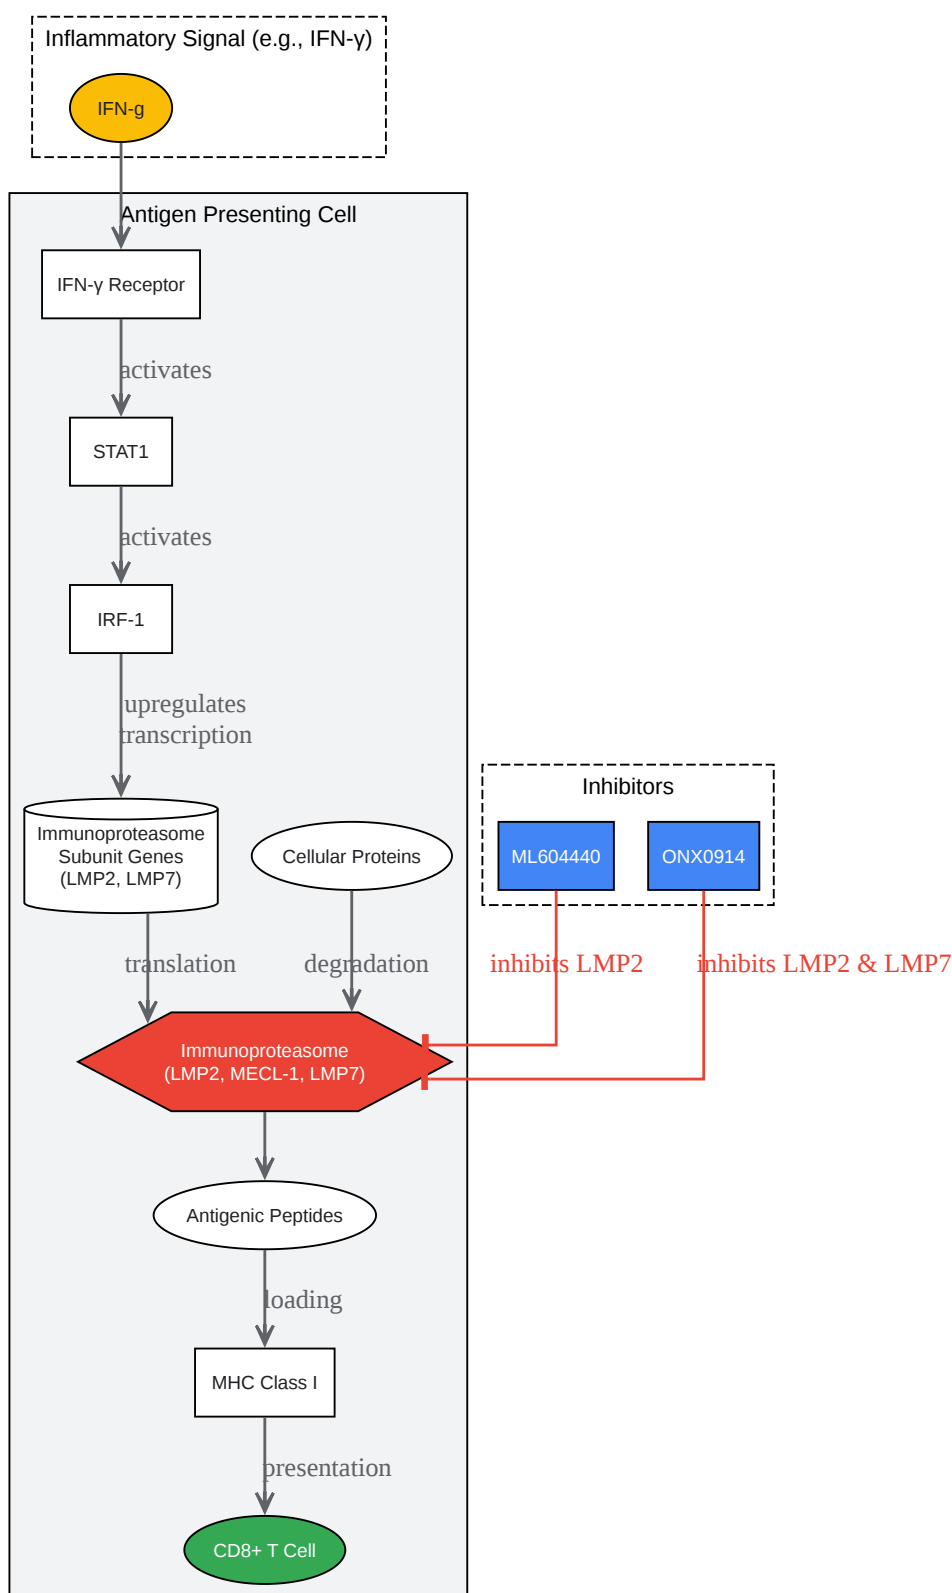 Inflammatory Signal (e.g., IFN-γ)
IFN-g
Antigen Presenting Cell
IFN-γ Receptor
activates
STAT1
activates
IRF-1
upregulates
transcription
Inhibitors
Immunoproteasome
Subunit Genes
(LMP2, LMP7)
Cellular Proteins
ML604440
ONX0914
translation
degradation
inhibits LMP2
inhibits LMP2 & LMP7
Immunoproteasome
(LMP2, MECL-1, LMP7)
Antigenic Peptides
loading
MHC Class I
presentation
CD8+ T Cell